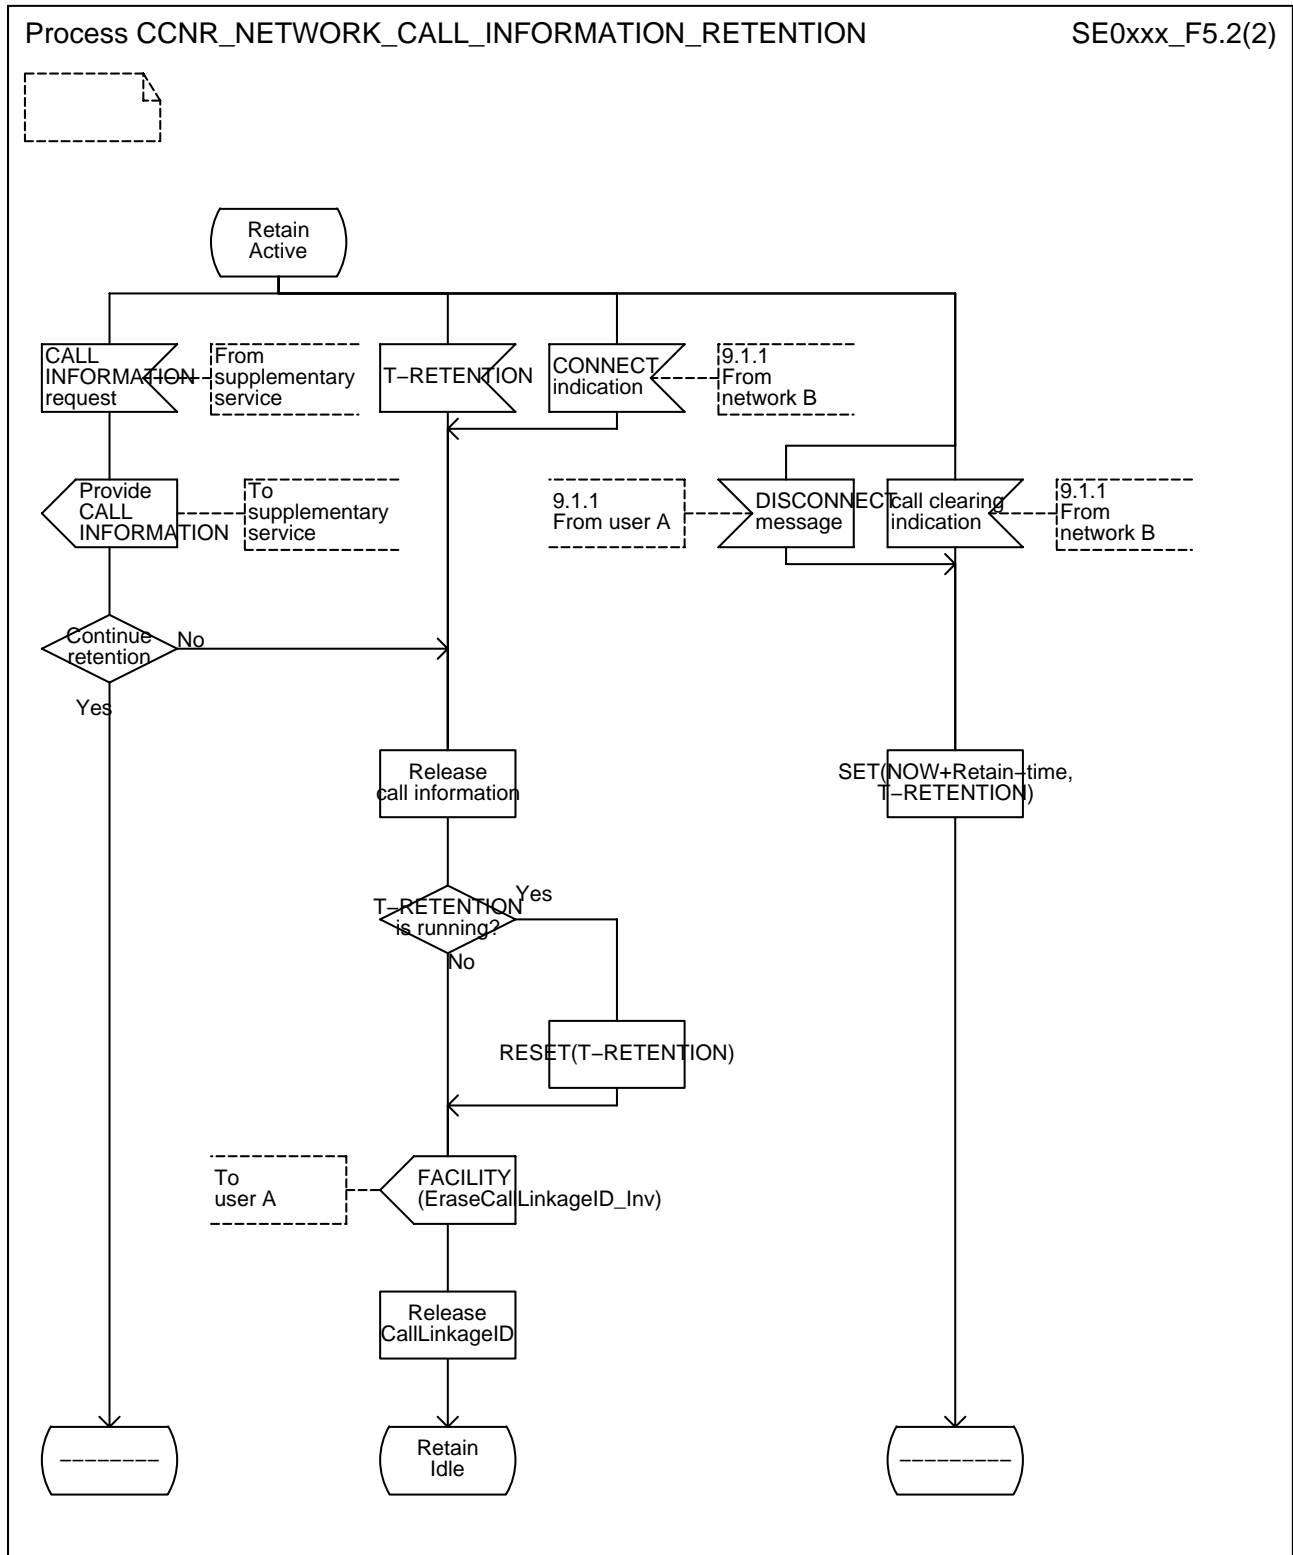 Process CCNR_NETWORK_CALL_INFORMATION_RETENTION
SE0xxx_F5.2(2)
Retain
Active
CALL
INFORMATION
request
From
supplementary
service
T−RETENTION
CONNECT
indication
9.1.1
From
network B
Provide
CALL
INFORMATION
To
supplementary
service
9.1.1
From user A
DISCONNECT
message
call clearing
indication
9.1.1
From
network B
Continue
retention
No
Yes
Release
call information
SET(NOW+Retain−time,
T−RETENTION)
T−RETENTION
is running?
Yes
No
RESET(T−RETENTION)
To
user A
FACILITY
(EraseCallLinkageID_Inv)
Release
CallLinkageID
Retain
Idle